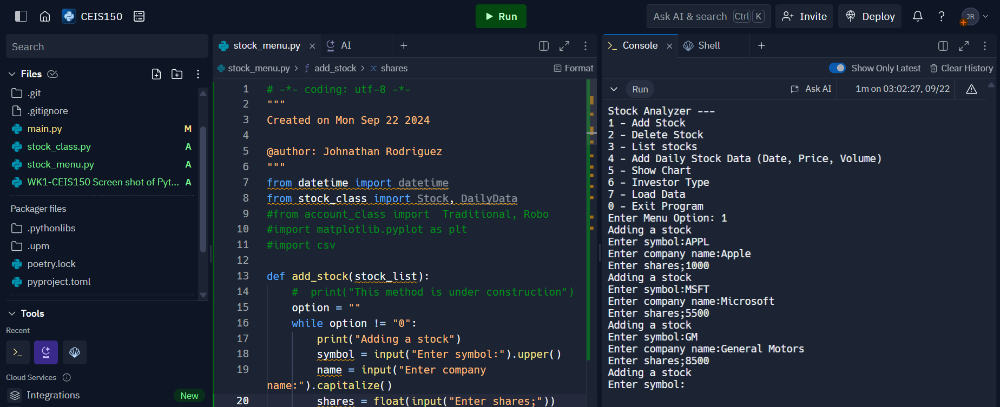 CEIS150
Run
Ask AI & search Ctrl K
Invite
Deploy
?
JR
Search
Files
.git
.gitignore
main.py M
stock_class.py A
stock_menu.py A
WK1-CEIS150 Screen shot of Pyt... A
Packager files
.pythonlibs
.upm
poetry.lock
pyproject.toml
Tools
Recent
Cloud Services
Integrations New
stock_menu.py × AI +
stock_menu.py > add_stock > shares Format
1 # -*- coding: utf-8 -*-
2 """
3 Created on Mon Sep 22 2024
4
5 @author: Johnathan Rodriguez
6 """
7 from datetime import datetime
8 from stock_class import Stock, DailyData
9 #from account_class import  Traditional, Robo
10 #import matplotlib.pyplot as plt
11 #import csv
12
13 def add_stock(stock_list):
14 #  print("This method is under construction")
15 option = ""
16 while option != "0":
17 print("Adding a stock")
18 symbol = input("Enter symbol:").upper()
19 name = input("Enter company
name:").capitalize()
20 shares = float(input("Enter shares;"))
Console × Shell +
Show Only Latest Clear History
Run Ask AI 1m on 03:02:27, 09/22
Stock Analyzer ---
1 - Add Stock
2 - Delete Stock
3 - List stocks
4 - Add Daily Stock Data (Date, Price, Volume)
5 - Show Chart
6 - Investor Type
7 - Load Data
0 - Exit Program
Enter Menu Option: 1
Adding a stock
Enter symbol:APPL
Enter company name:Apple
Enter shares;1000
Adding a stock
Enter symbol:MSFT
Enter company name:Microsoft
Enter shares;5500
Adding a stock
Enter symbol:GM
Enter company name:General Motors
Enter shares;8500
Adding a stock
Enter symbol: